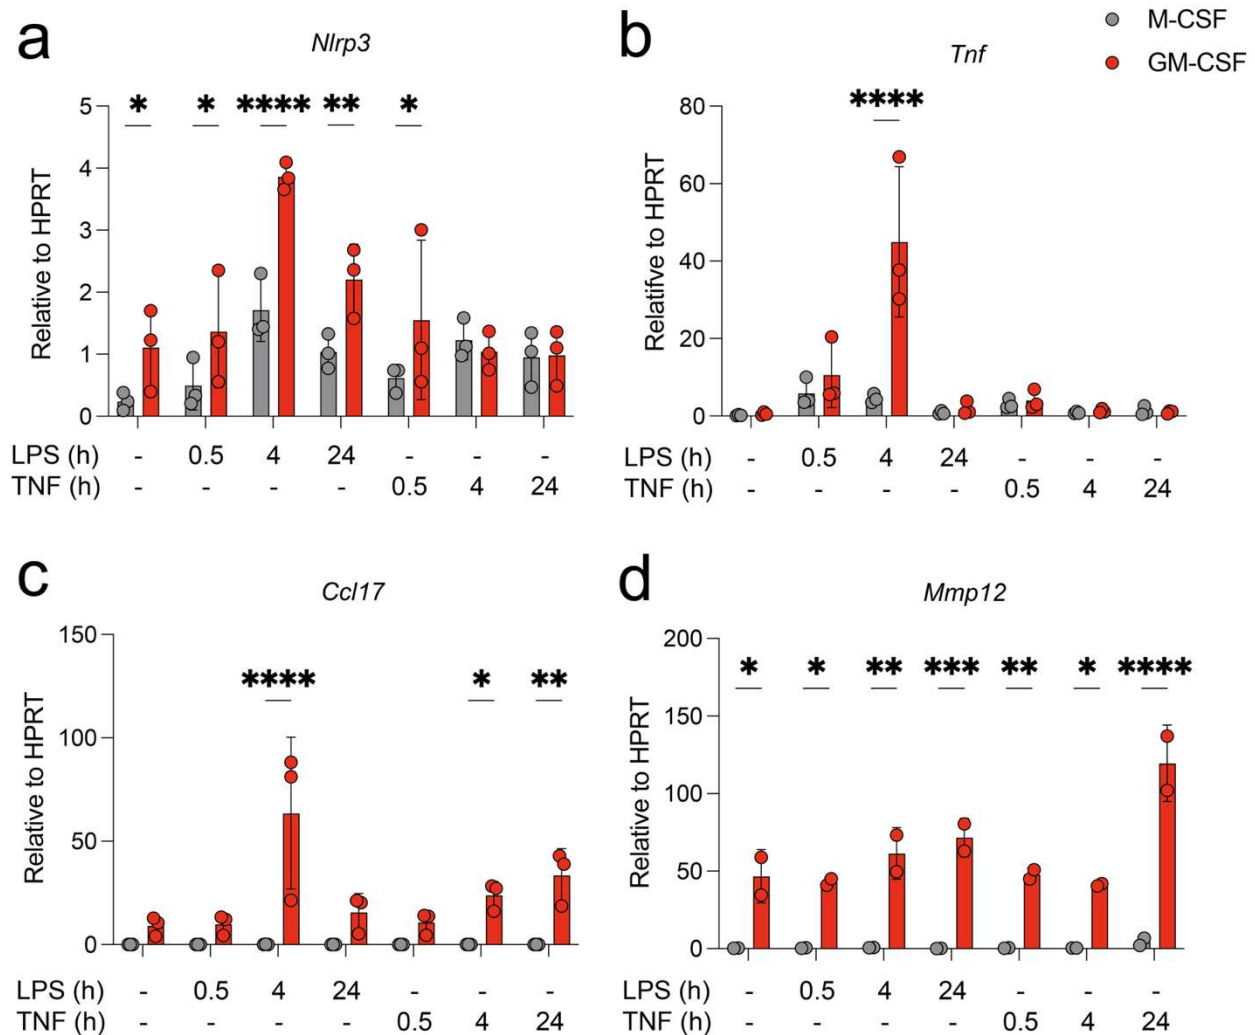 a
Nlrp3
b
Tnf
M-CSF
GM-CSF
* * **** ** *
5
4
3
2
1
0
Relative to HPRT
LPS (h) - 0.5 4 24 - - -
TNF (h) - - - - 0.5 4 24
****
80
60
40
20
0
Relatifve to HPRT
LPS (h) - 0.5 4 24 - - -
TNF (h) - - - - 0.5 4 24
c
Ccl17
**** * **
150
100
50
0
Relative to HPRT
LPS (h) - 0.5 4 24 - - -
TNF (h) - - - - 0.5 4 24
d
Mmp12
* * ** *** ** * ****
200
150
100
50
0
Relative to HPRT
LPS (h) - 0.5 4 24 - - -
TNF (h) - - - - 0.5 4 24